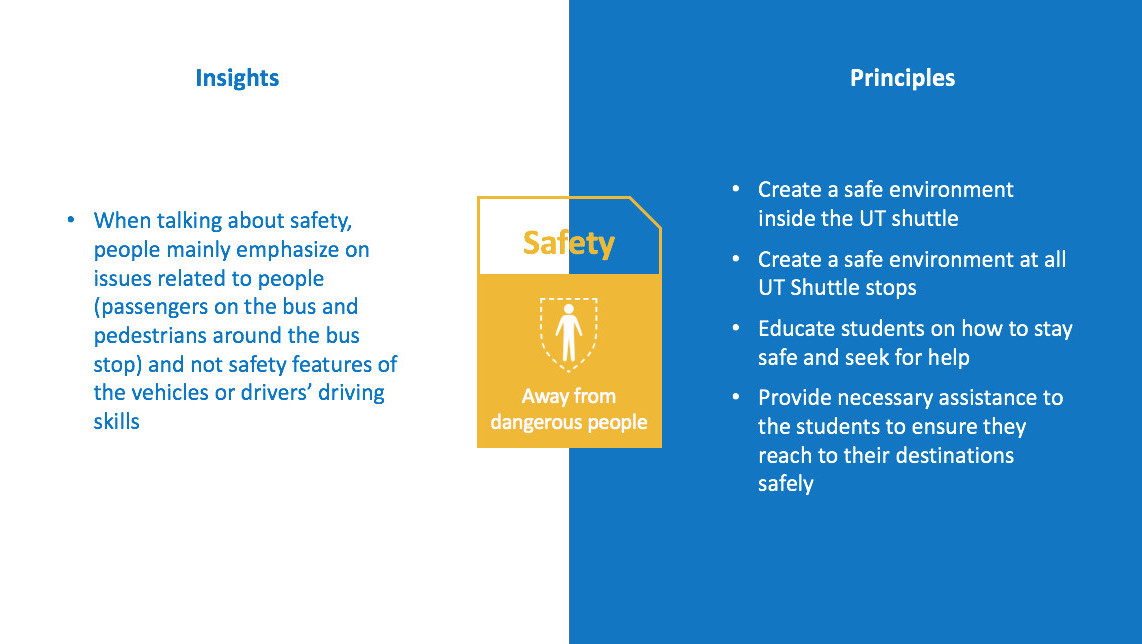 Insights
• When talking about safety,
people mainly emphasize on
issues related to people
(passengers on the bus and
pedestrians around the bus
stop) and not safety features of
the vehicles or drivers’ driving
skills
Safety
Away from
dangerous people
Principles
• Create a safe environment
inside the UT shuttle
• Create a safe environment at all
UT Shuttle stops
• Educate students on how to stay
safe and seek for help
• Provide necessary assistance to
the students to ensure they
reach to their destinations
safely